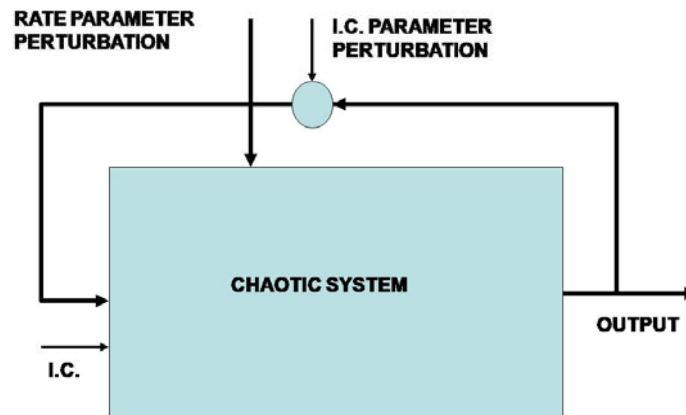 RATE PARAMETER
PERTURBATION
I.C. PARAMETER
PERTURBATION
CHAOTIC SYSTEM
OUTPUT
I.C.